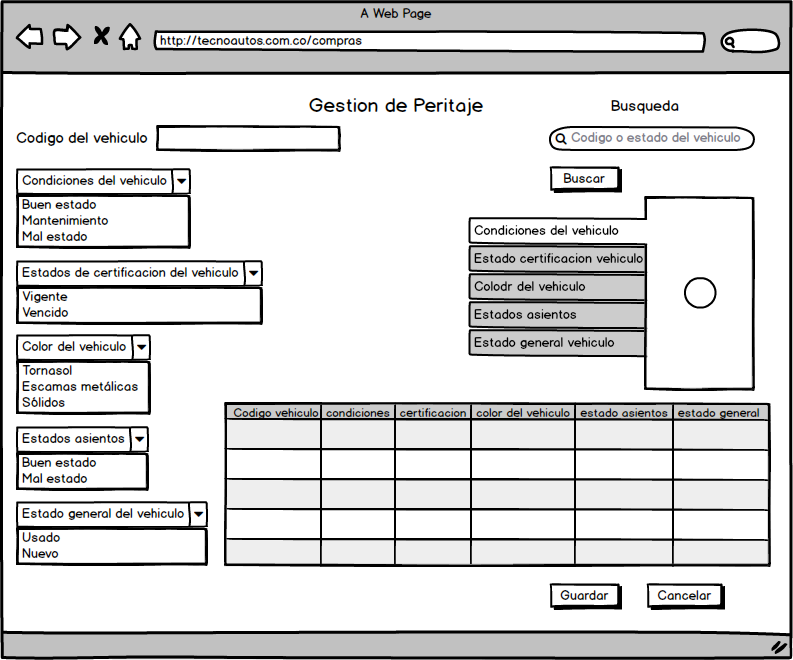 A Web Page
http://tecnoautos.com.co/compras
Gestion de Peritaje
Busqueda
Codigo del vehiculo
Codigo o estado del vehiculo
Buscar
Condiciones del vehiculo
Buen estado
Mantenimiento
Mal estado
Estados de certificacion del vehiculo
Vigente
Vencido
Color del vehiculo
Tornasol
Escamas metálicas
Sólidos
Estados asientos
Buen estado
Mal estado
Estado general del vehiculo
Usado
Nuevo
Condiciones del vehiculo
Estado certificacion vehiculo
Colodr del vehiculo
Estados asientos
Estado general vehiculo
Codigo vehiculo condiciones certificacion color del vehiculo estado asientos estado general
Guardar
Cancelar